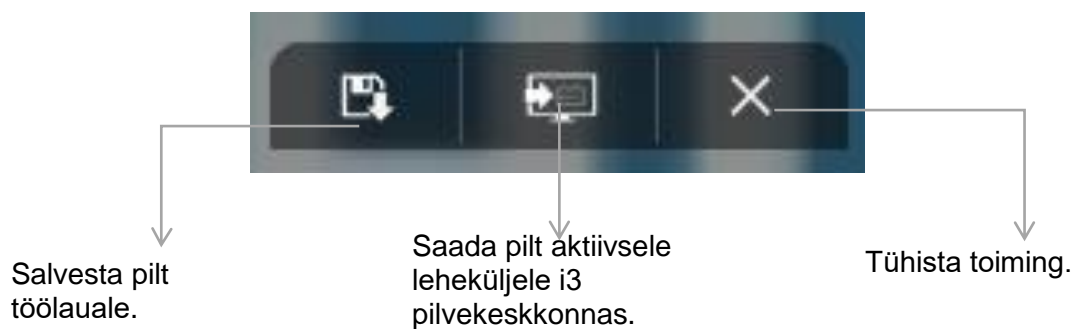 Salvesta pilt
töölauale.
Saada pilt aktiivsele
leheküljele i3
pilvekeskkonnas.
Tühista toiming.